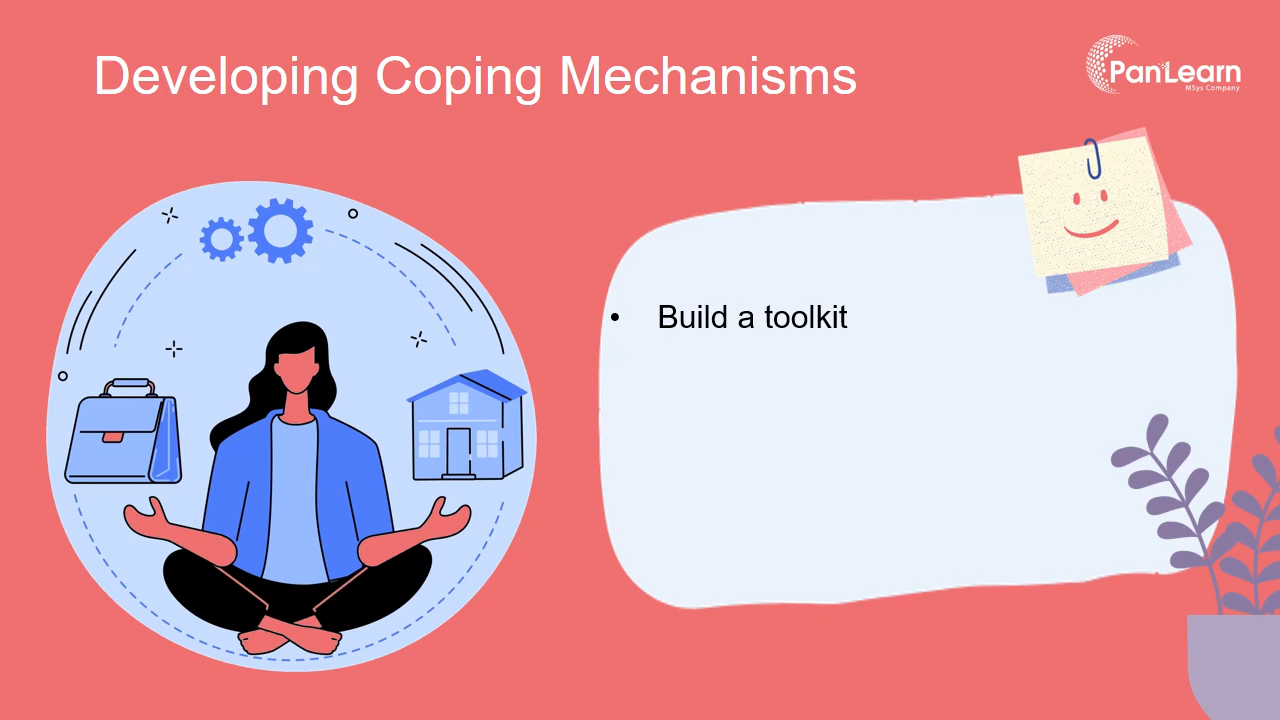 Developing Coping Mechanisms
PanLearn
MSys Company
• Build a toolkit